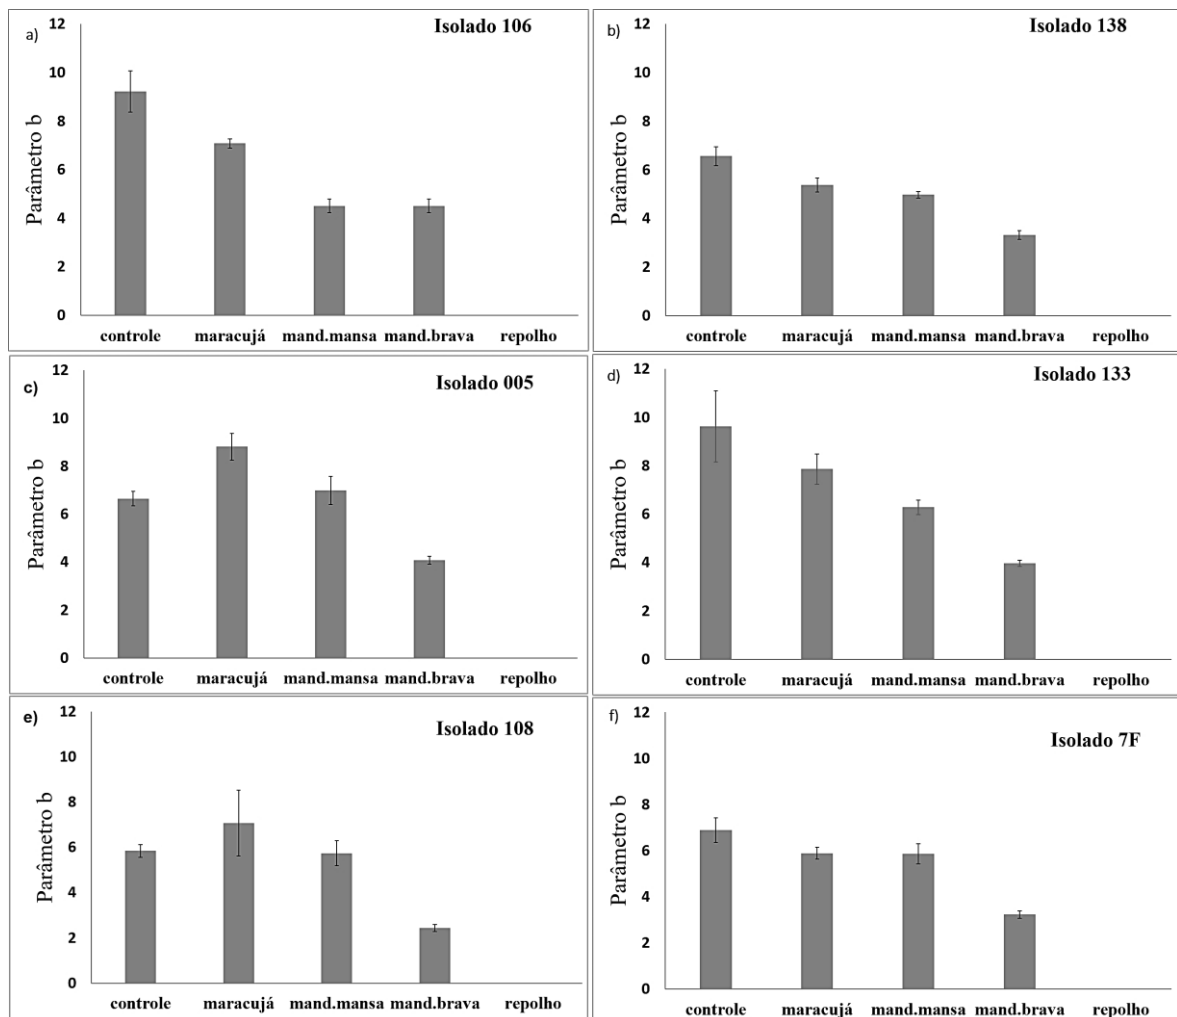 a)
Isolado 106
Parâmetro b
12
10
8
6
4
2
0
controle maracujá mand.mansa mand.brava repolho
b)
Isolado 138
Parâmetro b
12
10
8
6
4
2
0
controle maracujá mand.mansa mand.brava repolho
c)
Isolado 005
Parâmetro b
12
10
8
6
4
2
0
controle maracujá mand.mansa mand.brava repolho
d)
Isolado 133
Parâmetro b
12
10
8
6
4
2
0
controle maracujá mand.mansa mand.brava repolho
e)
Isolado 108
Parâmetro b
12
10
8
6
4
2
0
controle maracujá mand.mansa mand.brava repolho
f)
Isolado 7F
Parâmetro b
12
10
8
6
4
2
0
controle maracujá mand.mansa mand.brava repolho